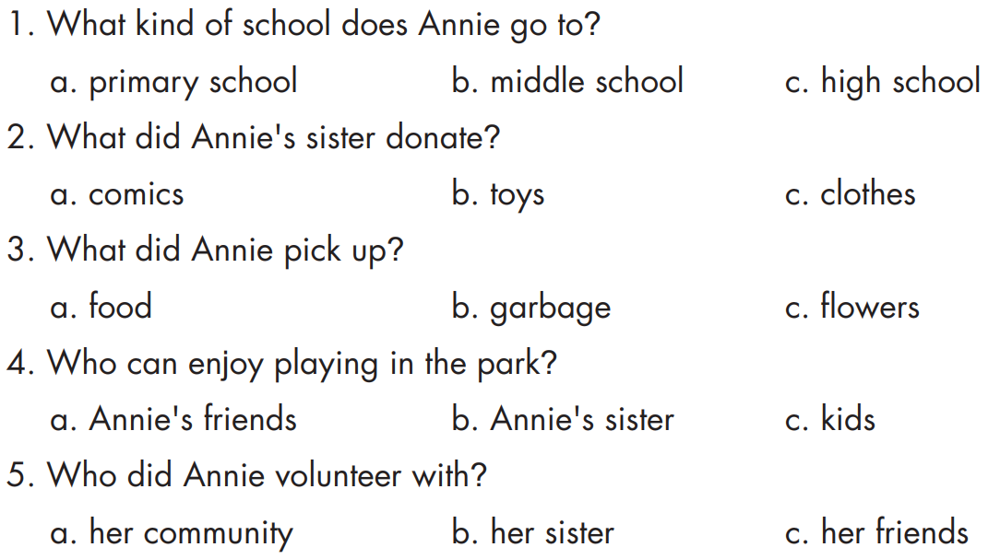 1. What kind of school does Annie go to?
a. primary school b. middle school c. high school
2. What did Annie's sister donate?
a. comics b. toys c. clothes
3. What did Annie pick up?
a. food b. garbage c. flowers
4. Who can enjoy playing in the park?
a. Annie's friends b. Annie's sister c. kids
5. Who did Annie volunteer with?
a. her community b. her sister c. her friends